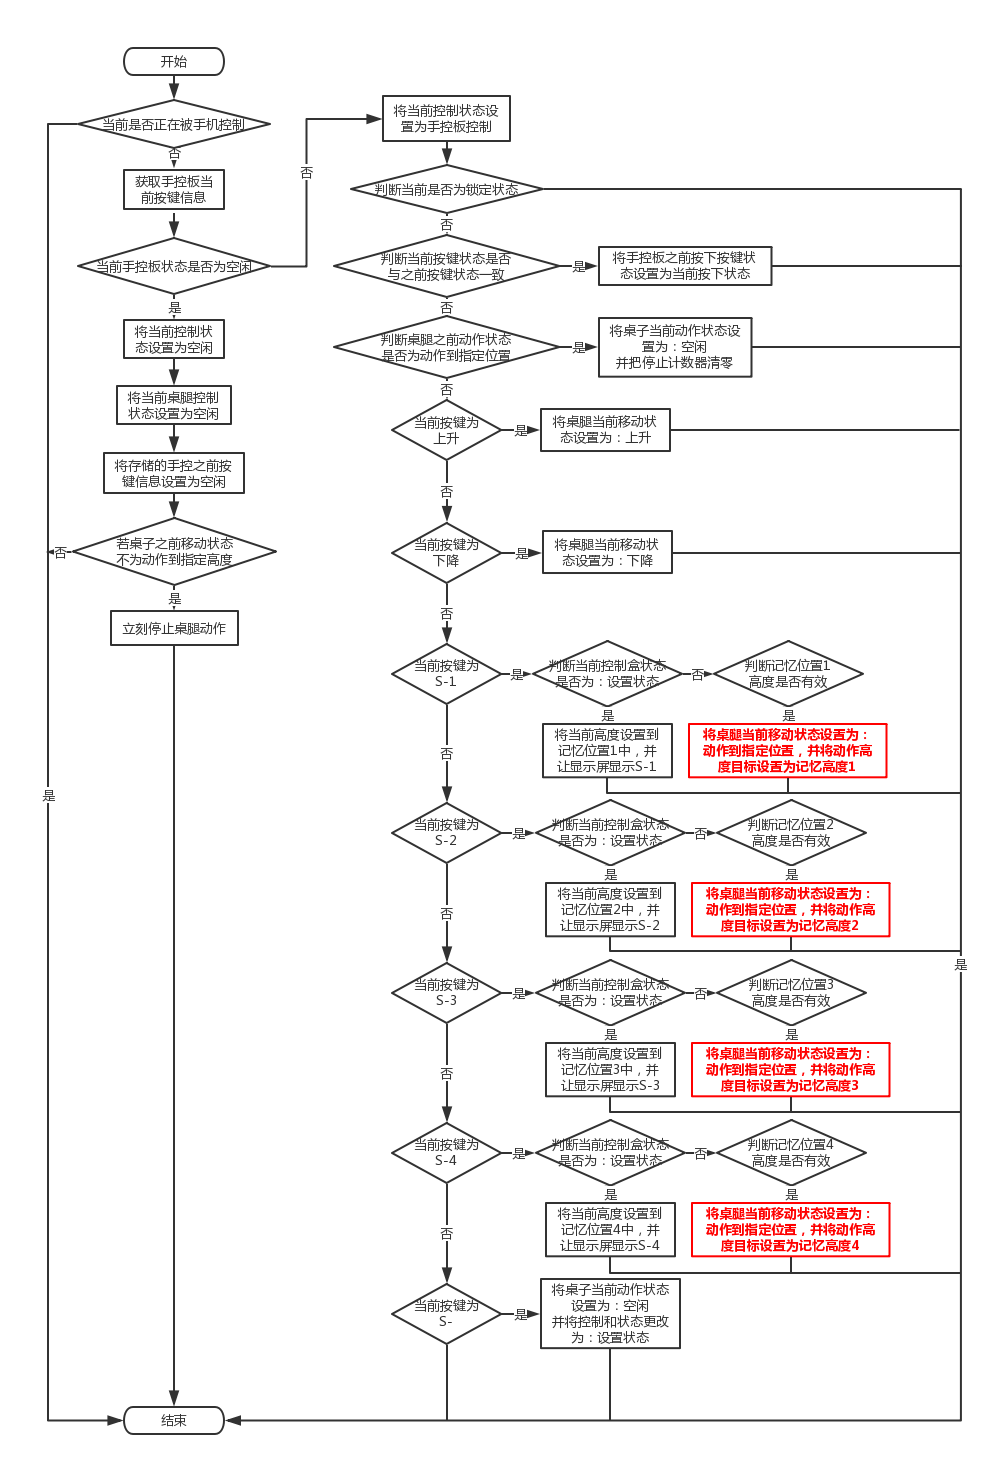 开始
当前是否正在被手机控制
否
获取手控板当
前按键信息
当前手控板状态是否为空闲
是
将当前控制状
态设置为空闲
将当前桌腿控制
状态设置为空闲
将存储的手控之前按
键信息设置为空闲
若桌子之前移动状态
不为动作到指定高度
否
是
立刻停止桌腿动作
是
结束
否
将当前控制状态设
置为手控板控制
判断当前是否为锁定状态
否
判断当前按键状态是否
与之前按键状态一致
是
将手控板之前按下按键状
态设置为当前按下状态
否
判断桌腿之前动作状态
是否为动作到指定位置
是
将桌子当前动作状态设
置为：空闲
并把停止计数器清零
否
当前按键为
上升
是
将桌腿当前移动状
态设置为：上升
否
当前按键为
下降
是
将桌腿当前移动状
态设置为：下降
否
当前按键为
S-1
是
判断当前控制盒状态
是否为：设置状态
否
判断记忆位置1
高度是否有效
是
是
将当前高度设置到
记忆位置1中，并
让显示屏显示S-1
将桌腿当前移动状态设置为：
动作到指定位置，并将动作高
度目标设置为记忆高度1
否
当前按键为
S-2
是
判断当前控制盒状态
是否为：设置状态
否
判断记忆位置2
高度是否有效
是
是
将当前高度设置到
记忆位置2中，并
让显示屏显示S-2
将桌腿当前移动状态设置为：
动作到指定位置，并将动作高
度目标设置为记忆高度2
否
是
当前按键为
S-3
是
判断当前控制盒状态
是否为：设置状态
否
判断记忆位置3
高度是否有效
是
是
将当前高度设置到
记忆位置3中，并
让显示屏显示S-3
将桌腿当前移动状态设置为：
动作到指定位置，并将动作高
度目标设置为记忆高度3
否
当前按键为
S-4
是
判断当前控制盒状态
是否为：设置状态
否
判断记忆位置4
高度是否有效
是
是
将当前高度设置到
记忆位置4中，并
让显示屏显示S-4
将桌腿当前移动状态设置为：
动作到指定位置，并将动作高
度目标设置为记忆高度4
否
当前按键为
S-
是
将桌子当前动作状态
设置为：空闲
并将控制和状态更改
为：设置状态